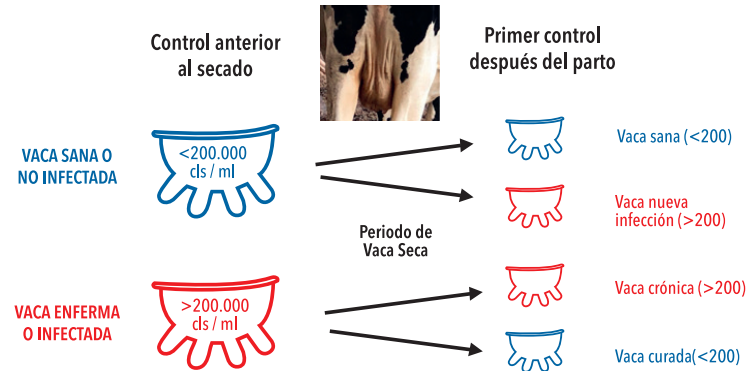 Control anterior
al secado
Primer control
después del parto
VACA SANA O
NO INFECTADA
<200.000
cls / ml
Vaca sana (<200)
Vaca nueva
infección (>200)
Periodo de
Vaca Seca
VACA ENFERMA
O INFECTADA
>200.000
cls / ml
Vaca crónica (>200)
Vaca curada(<200)